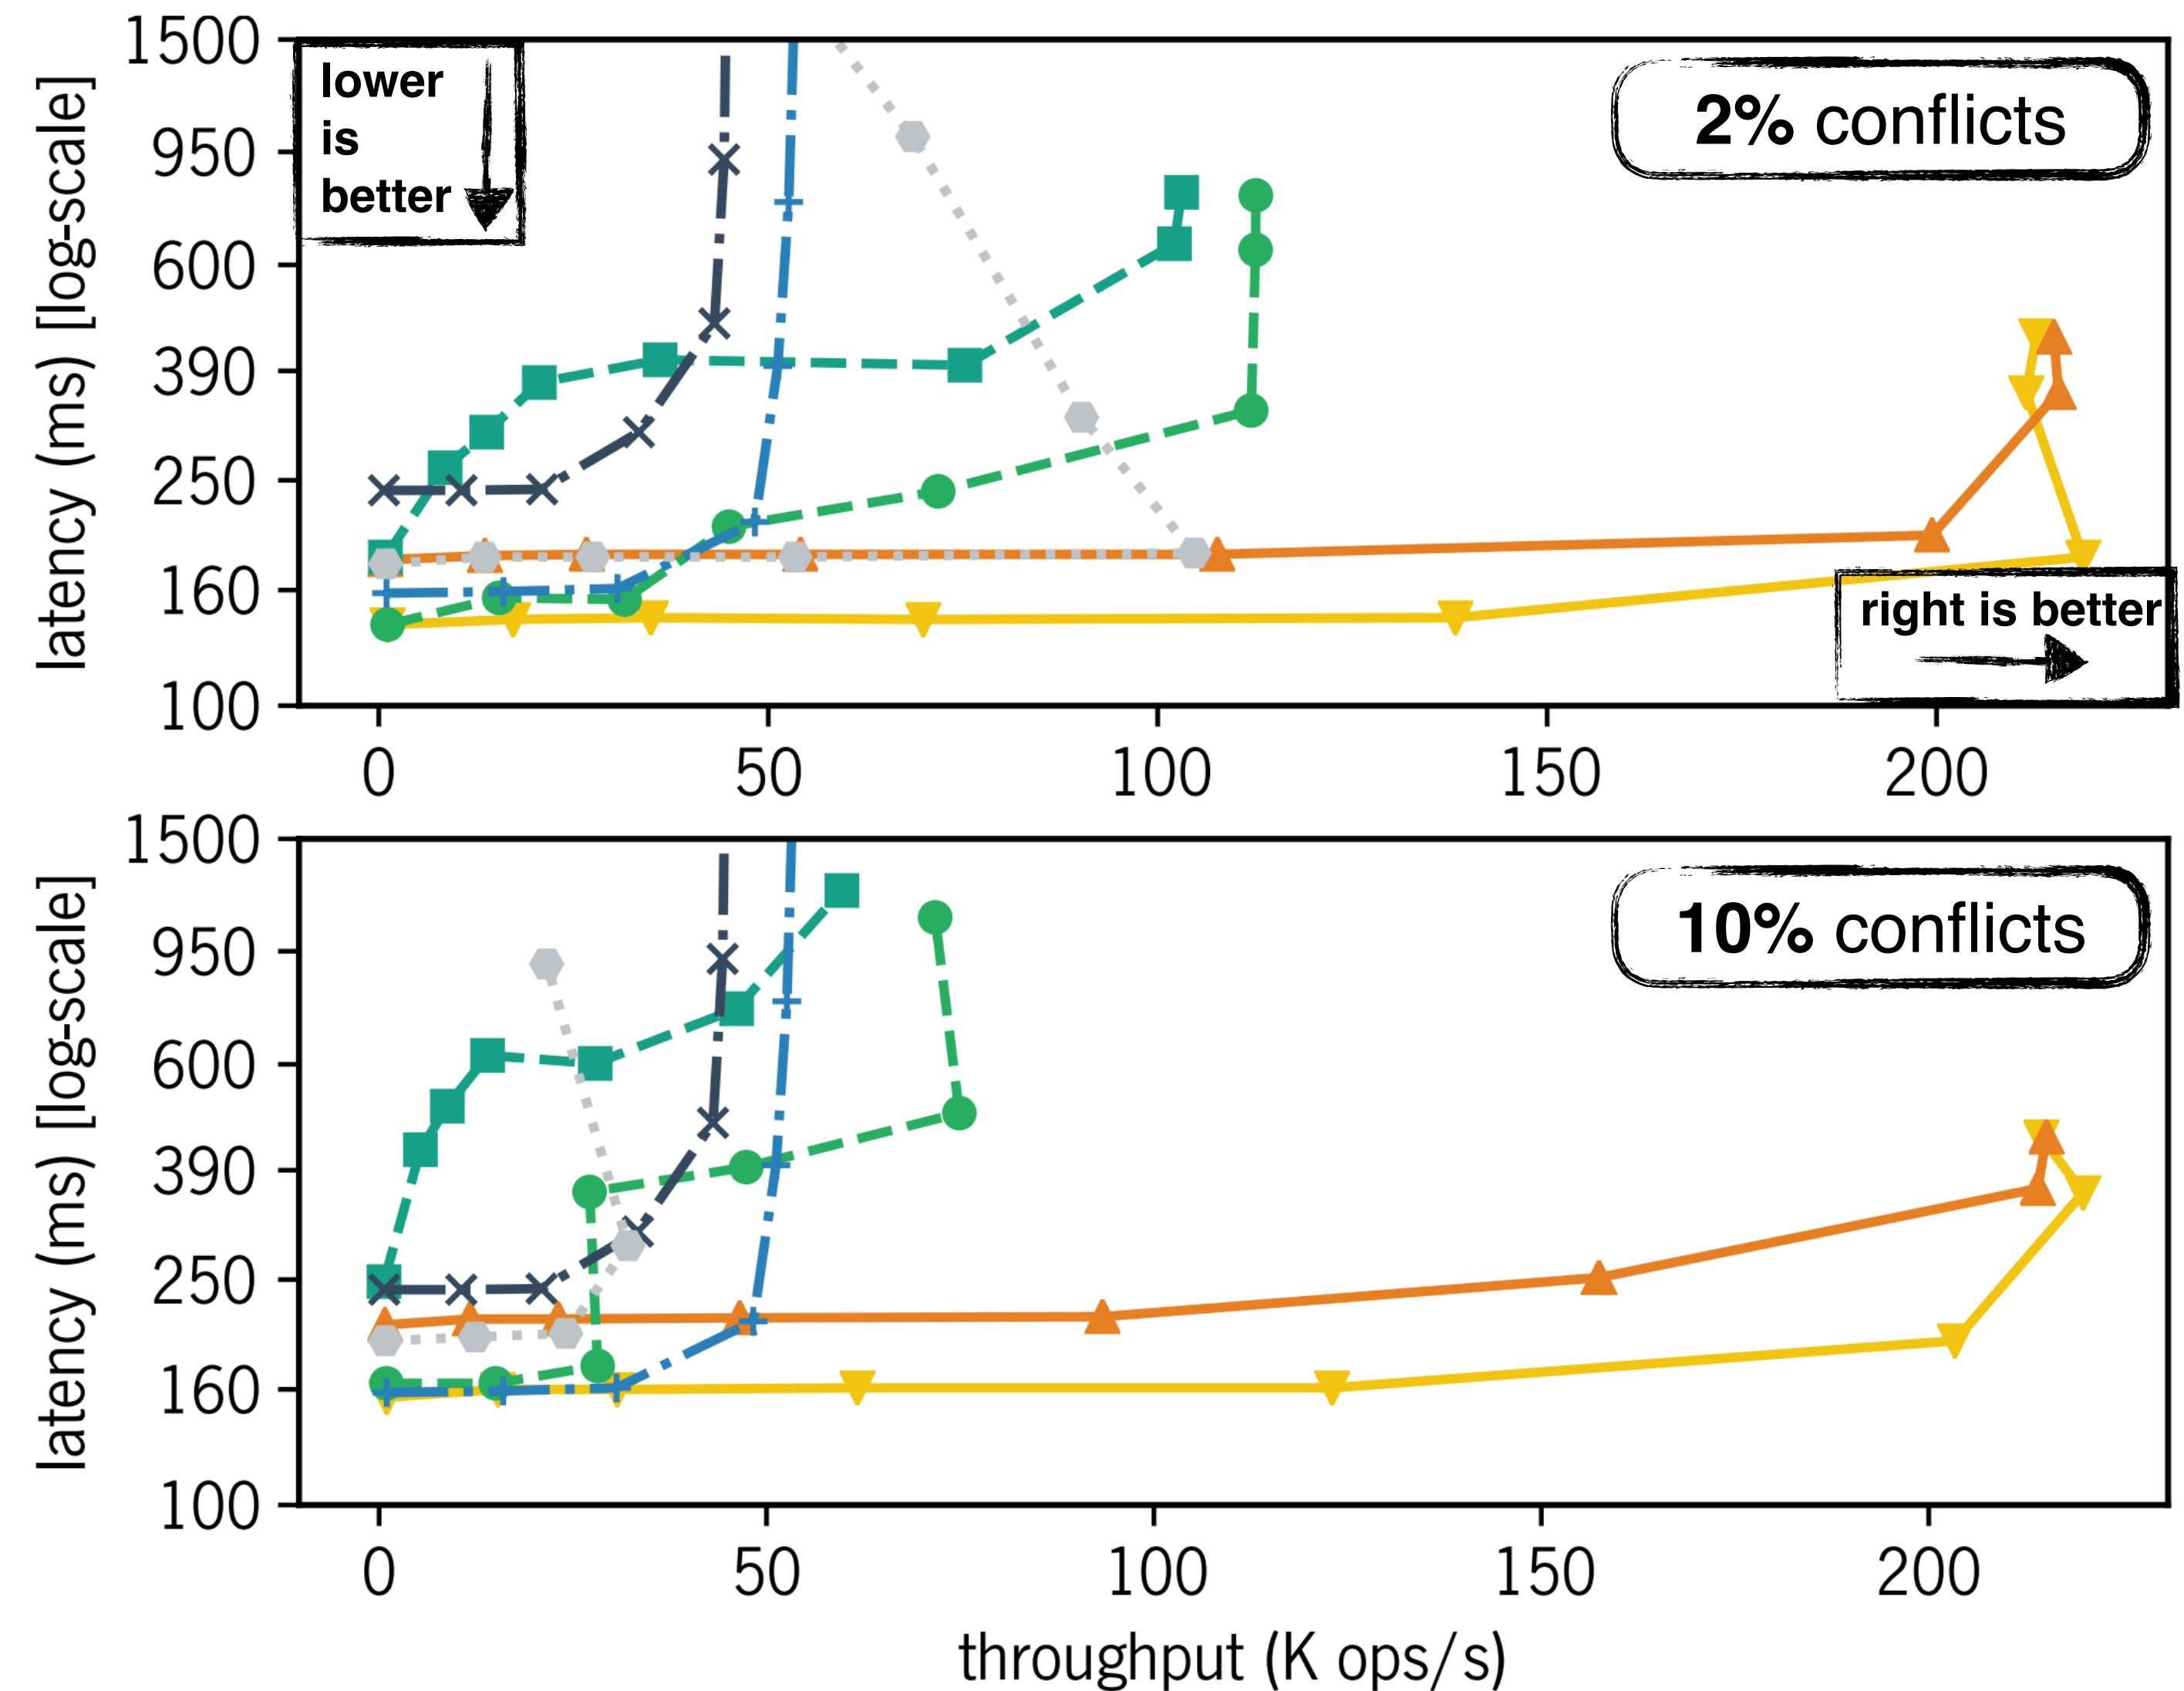 latency (ms) [log-scale]
1500
950
600
390
250
160
100
lower
is
better
2% conflicts
right is better
0 50 100 150 200
latency (ms) [log-scale]
1500
950
600
390
250
160
100
10% conflicts
0 50 100 150 200
throughput (K ops/s)